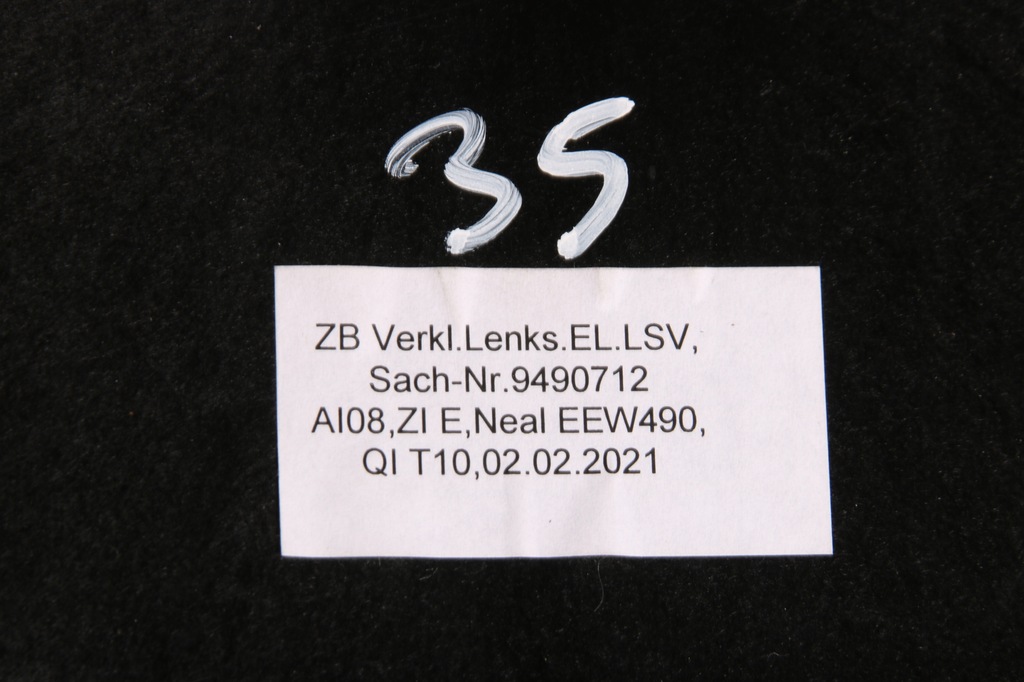 35
ZB Verkl.Lenks.EL.LSV,
Sach-Nr.9490712
AI08,ZI E,Neal EEW490,
QI T10,02.02.2021